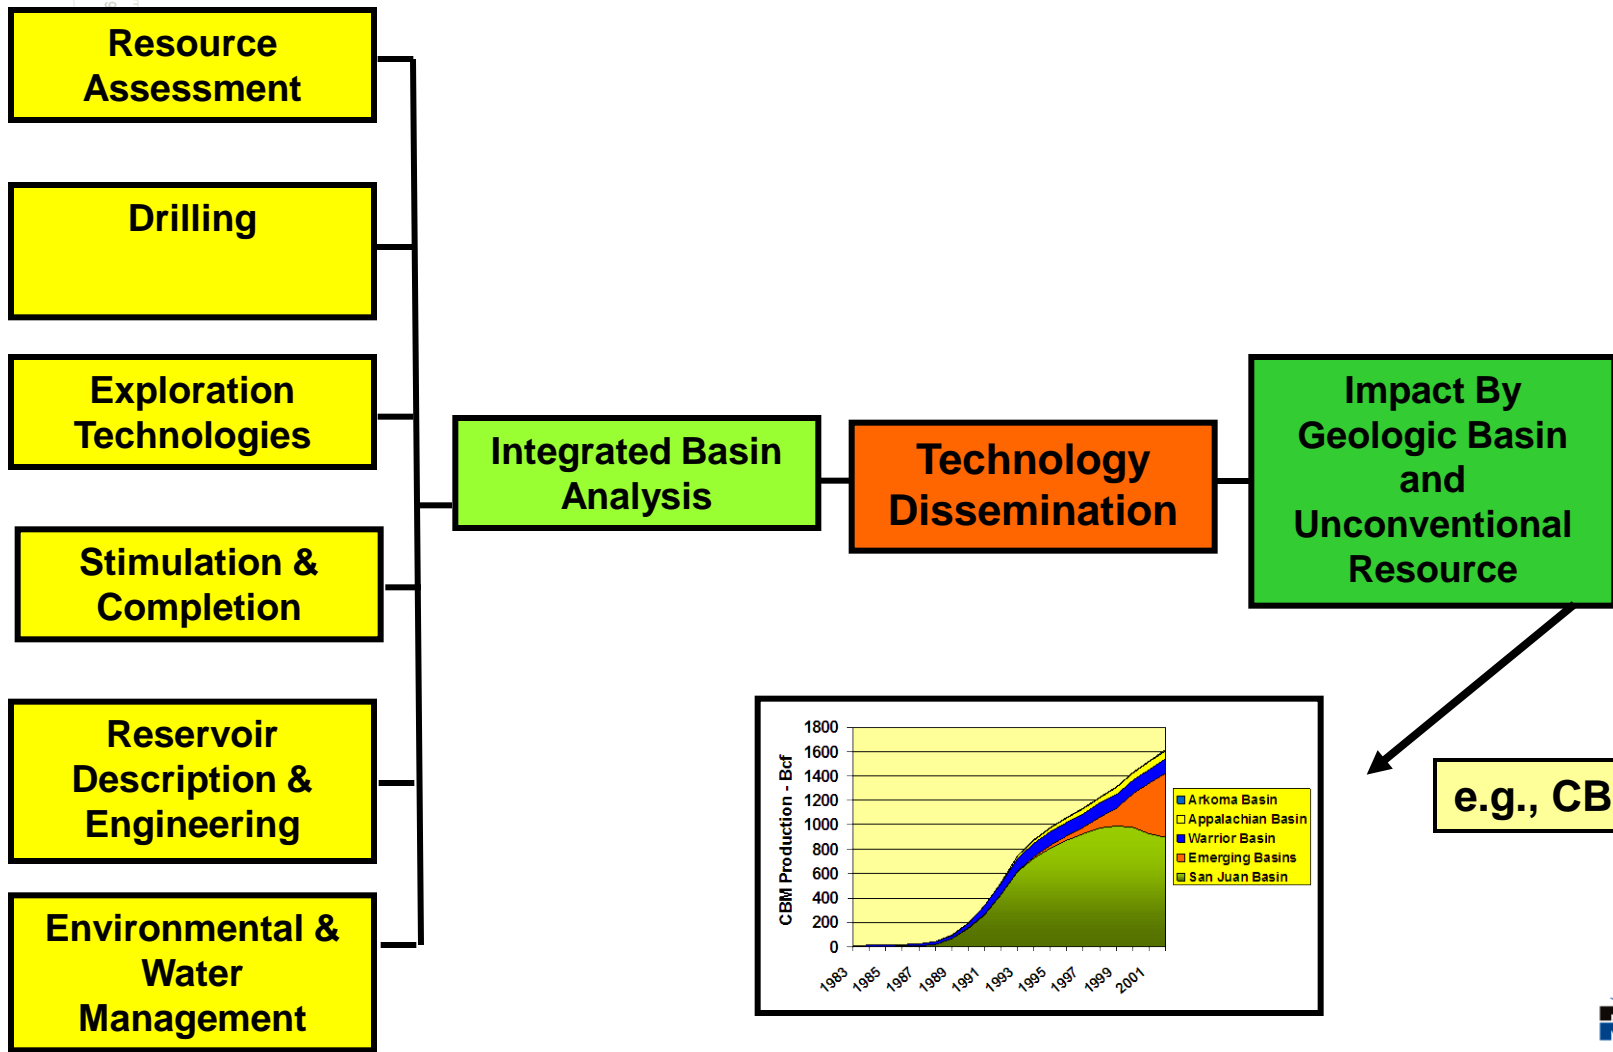 Resource
Assessment
Drilling
Exploration
Technologies
Stimulation &
Completion
Reservoir
Description &
Engineering
Environmental &
Water
Management
Integrated Basin
Analysis
Technology
Dissemination
Impact By
Geologic Basin
and
Unconventional
Resource
e.g., CB
CBM Production - Bcf
1800
1600
1400
1200
1000
800
600
400
200
0
1983
1985
1987
1989
1991
1993
1995
1997
1999
2001
Arkoma Basin
Appalachian Basin
Warrior Basin
Emerging Basins
San Juan Basin